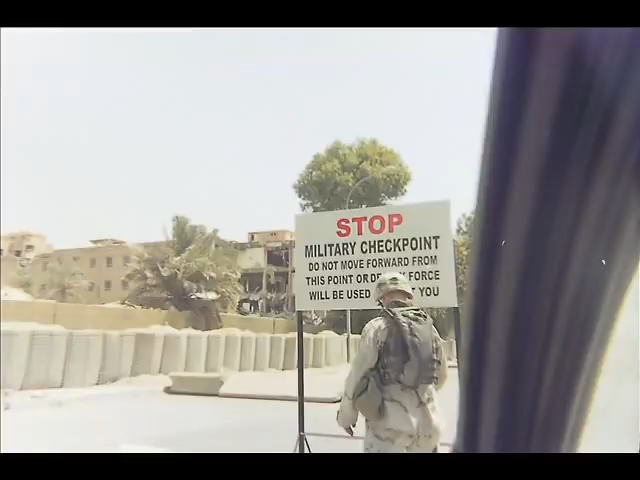 STOP
MILITARY CHECKPOINT
DO NOT MOVE FORWARD FROM
THIS POINT OR FORCE
WILL BE USED YOU